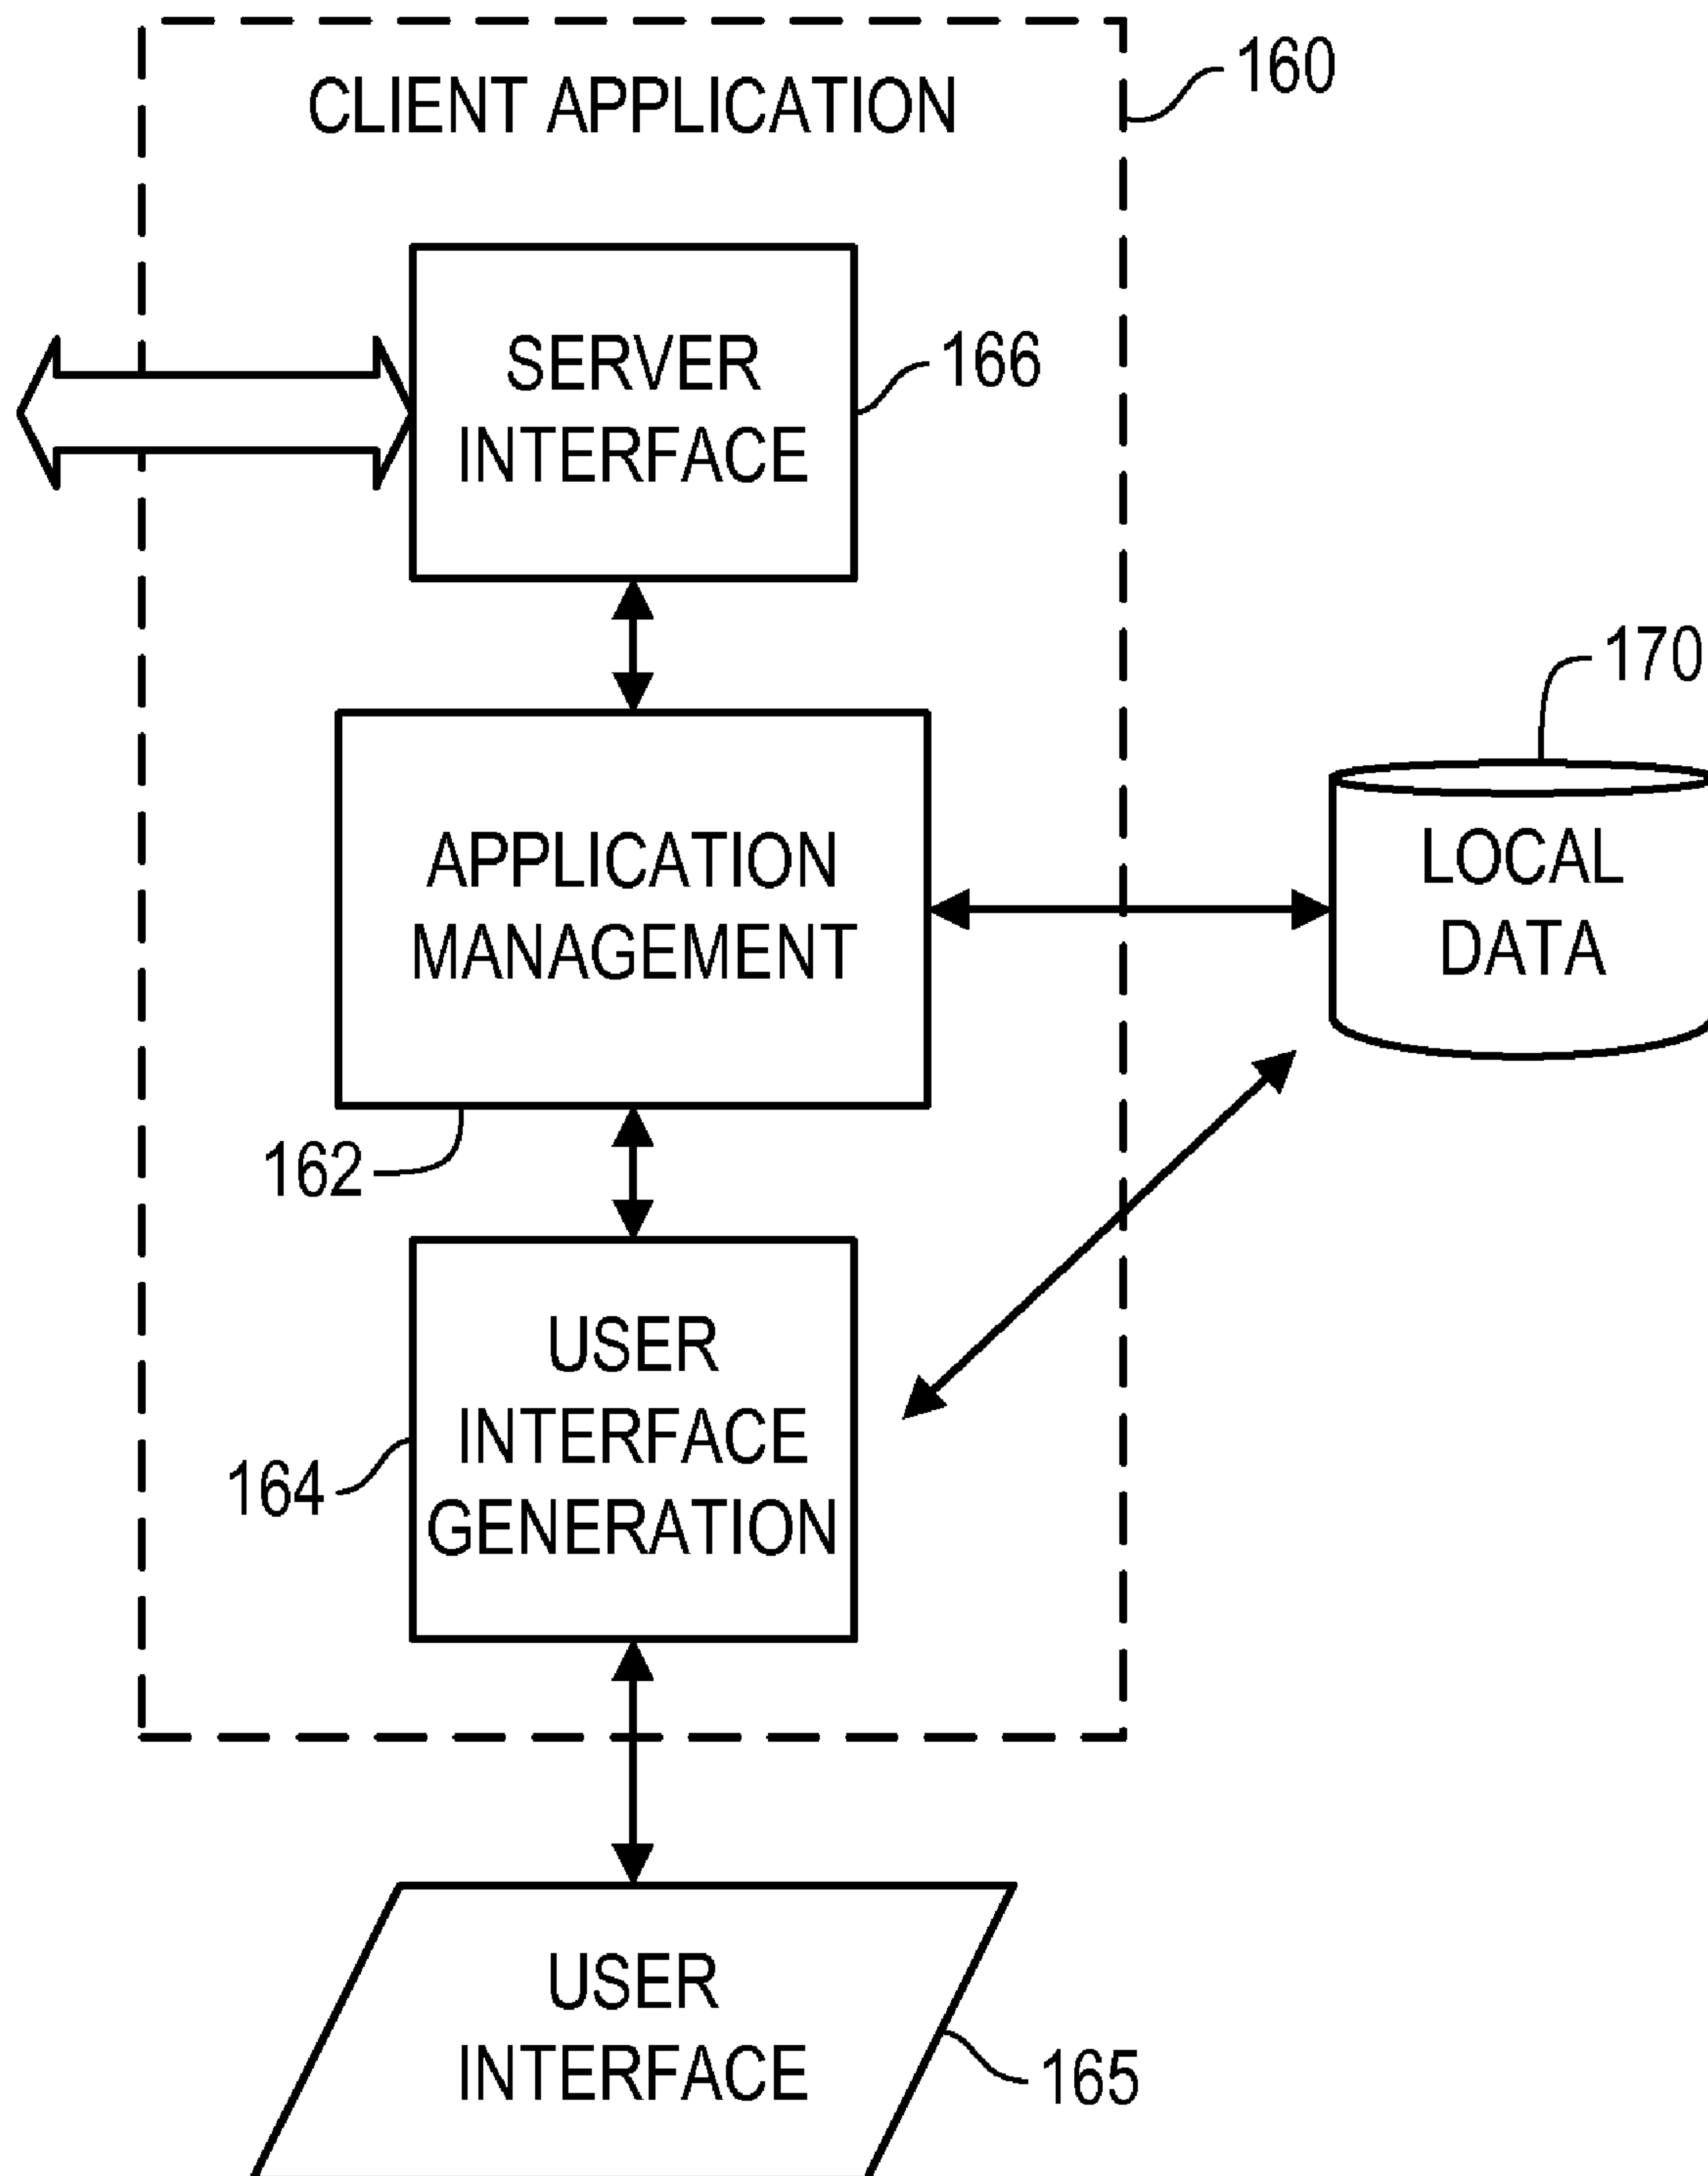 CLIENT APPLICATION
160
SERVER
INTERFACE
166
170
APPLICATION
MANAGEMENT
LOCAL
DATA
162
USER
INTERFACE
GENERATION
164
USER
INTERFACE
165